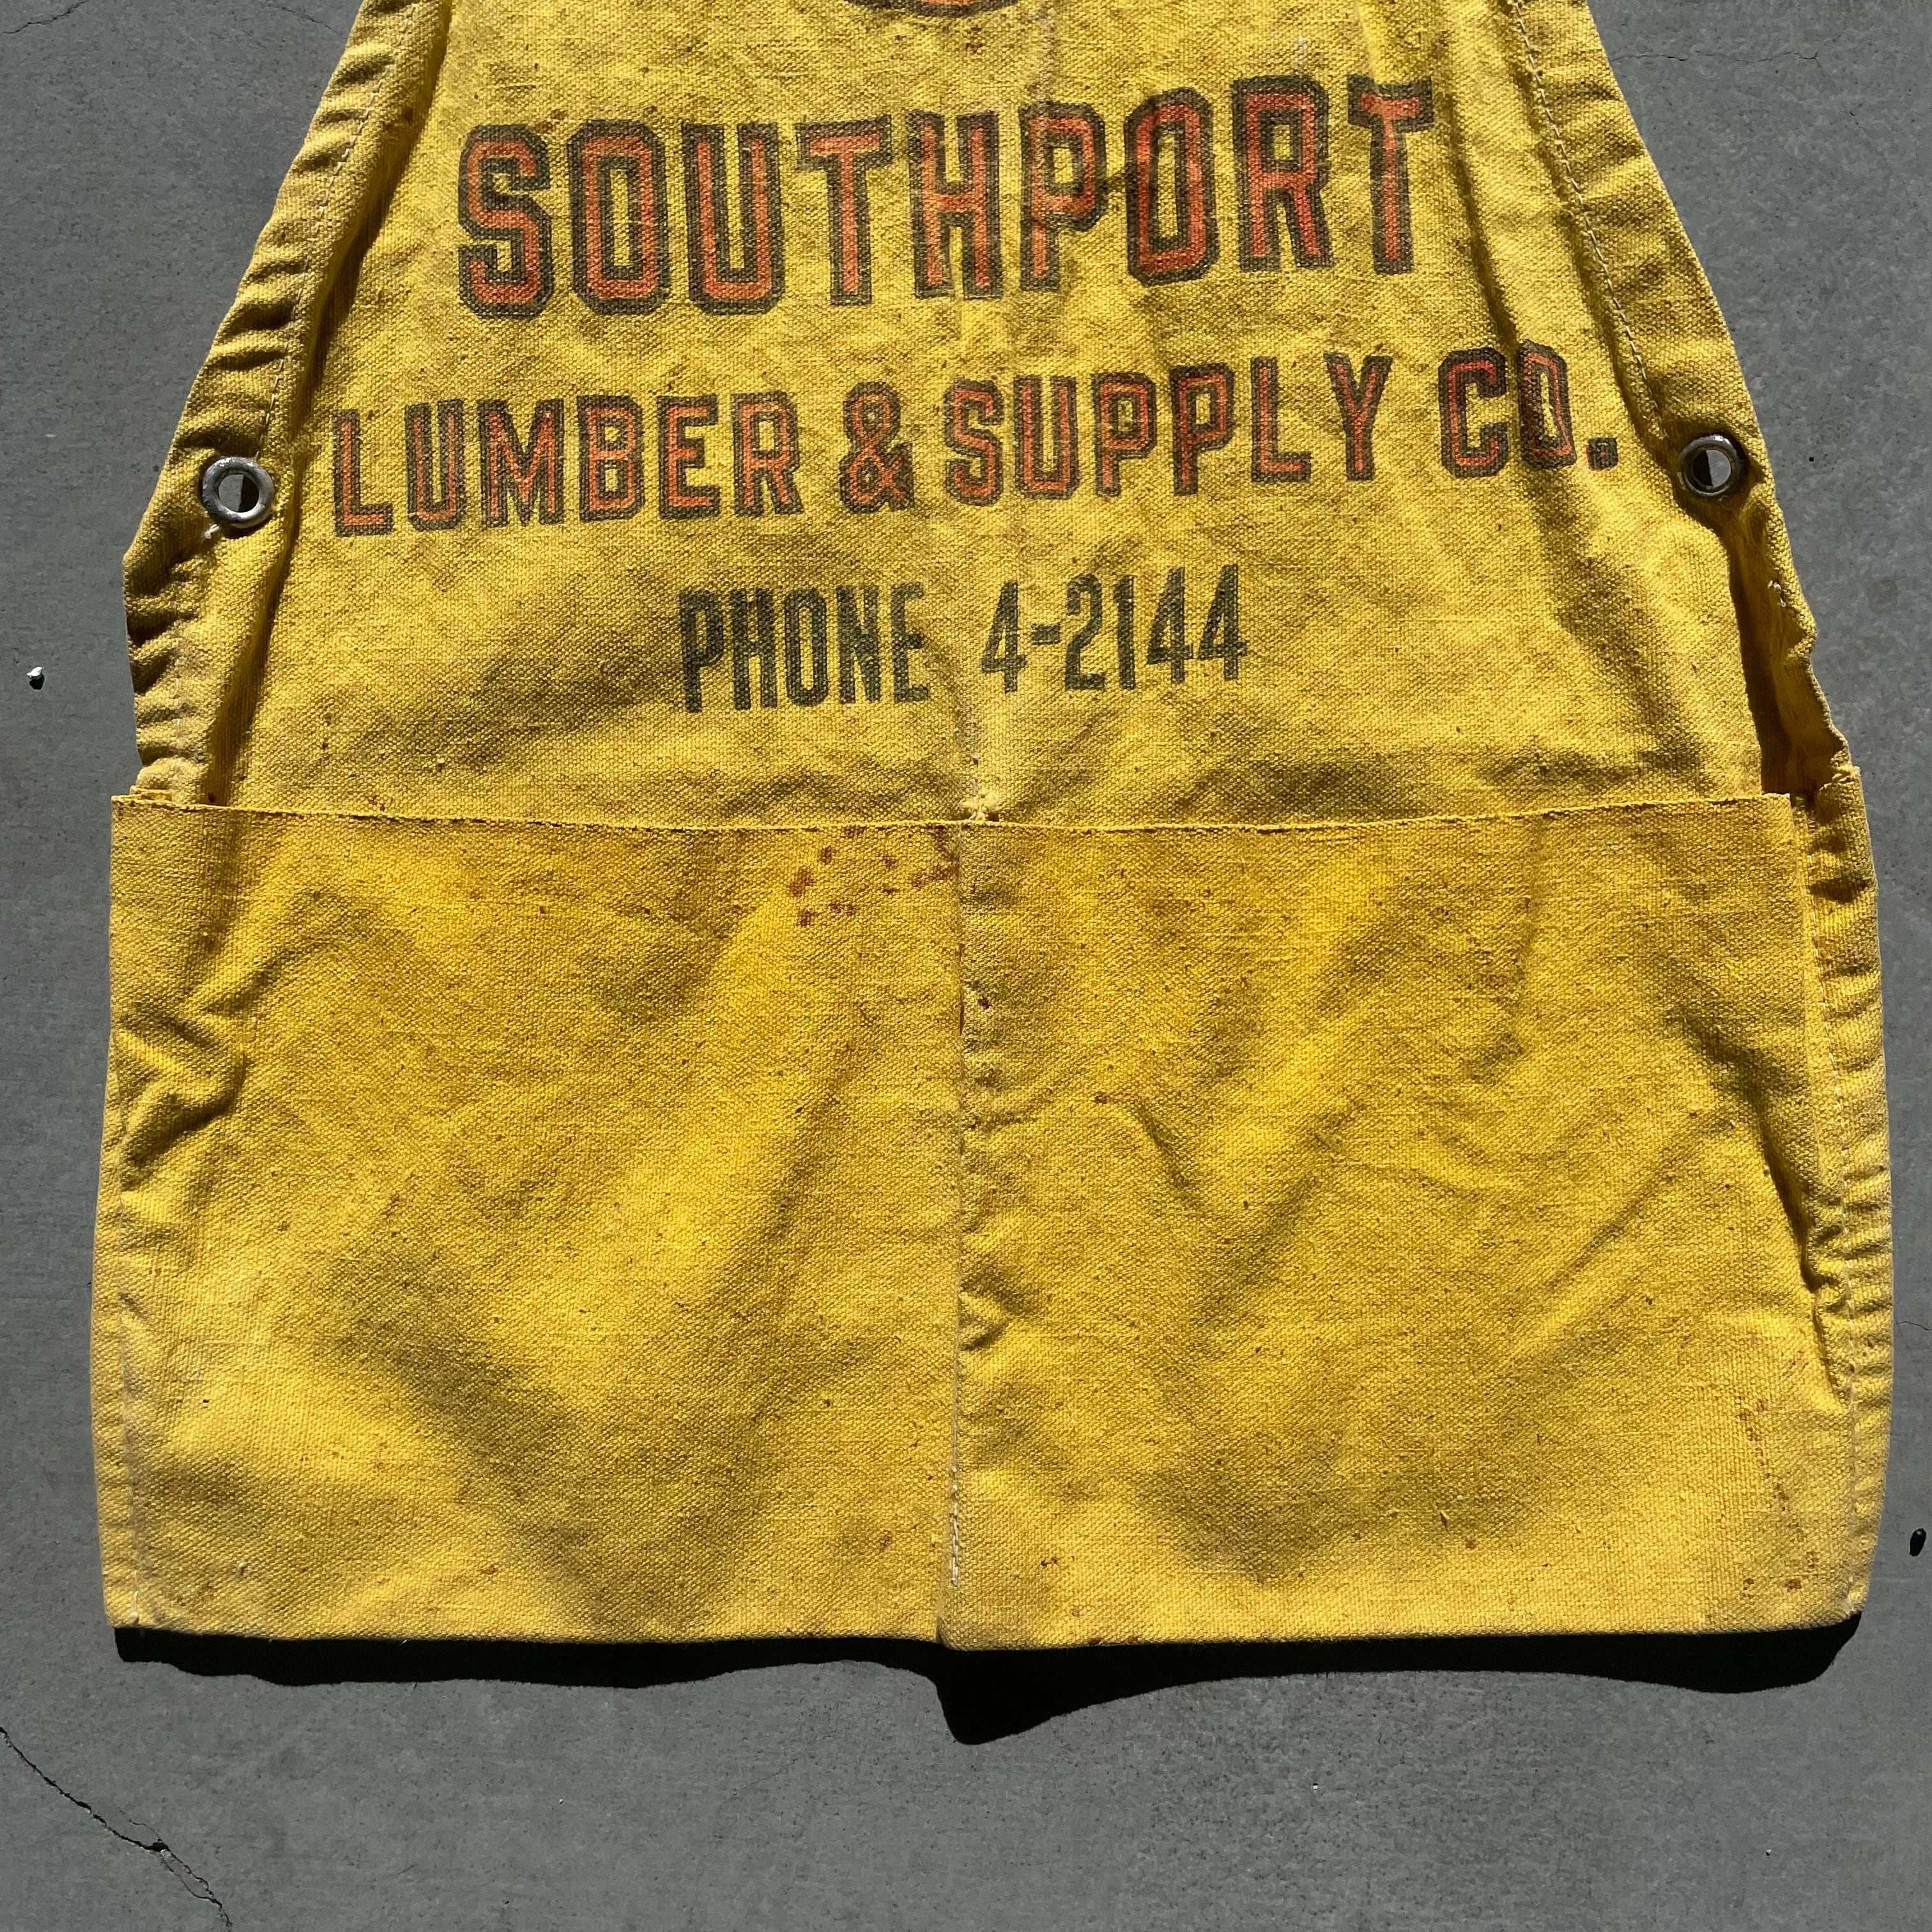 SOUTHPORT
LUMBER & SUPPLY CO.
PHONE 4-2144